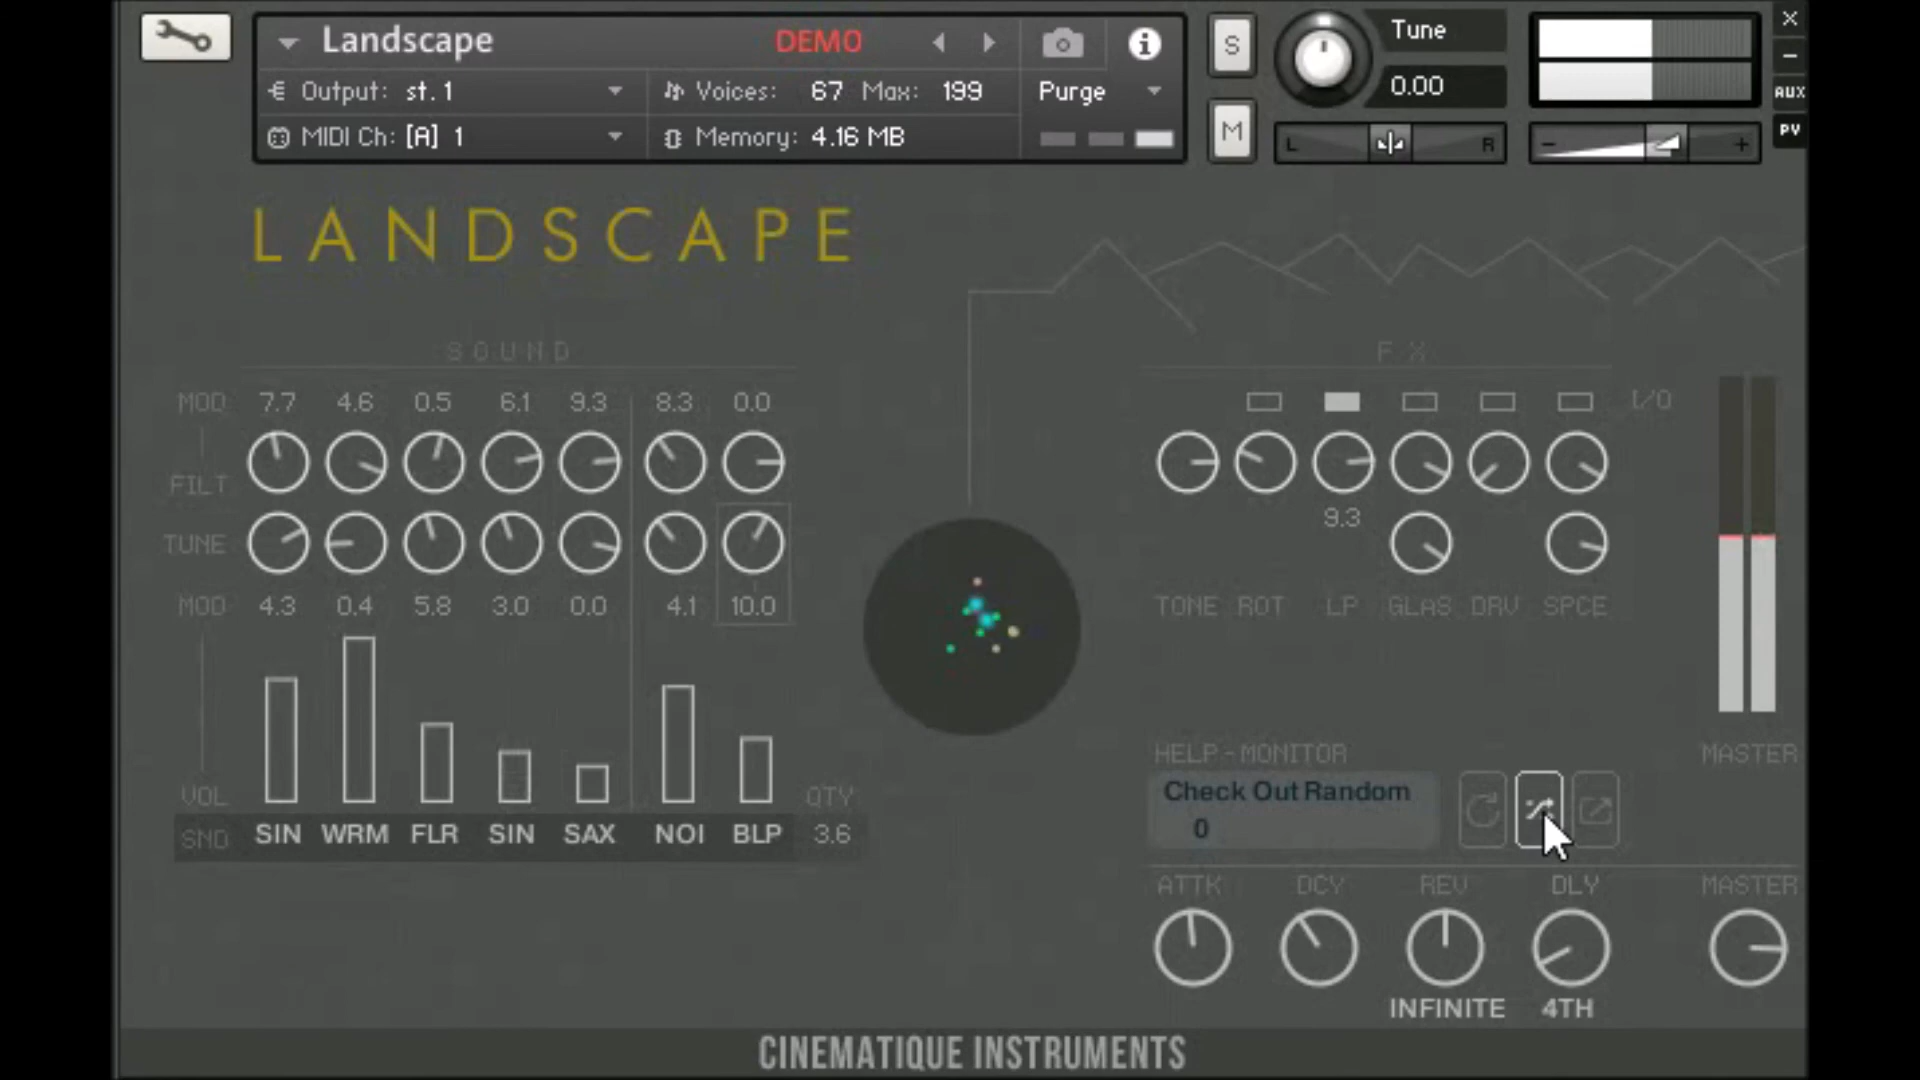 Landscape DEMO
S Tune
Output: st. 1 Voices: 67 Max: 199 Purge
0.00
AUX
MIDI Ch: [A] 1 Memory: 4.16 MB
M L R - + PV
LANDSCAPE
SOUND FX
MOD 7.7 4.6 0.5 6.1 9.3 8.3 0.0 I/O
FILT
9.3
TUNE
MOD 4.3 0.4 5.8 3.0 0.0 4.1 10.0 TONE ROT LP GLAS DRV SPCE
HELP-MONITOR MASTER
Check Out Random
0
VOL QTY
SND SIN WRM FLR SIN SAX NOI BLP 3.6
ATTK DCY REV DLY MASTER
INFINITE 4TH
CINEMATIQUE INSTRUMENTS